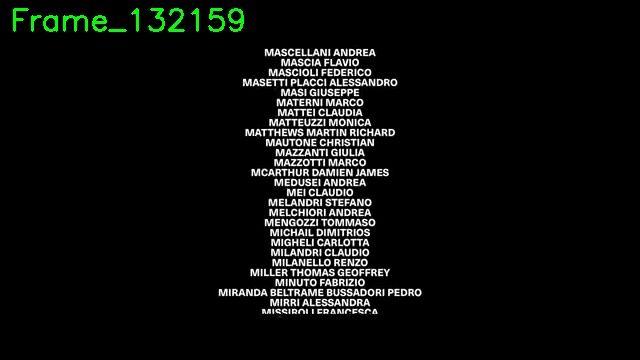 Frame_132159
MASCELLANI ANDREA
MASCIA FLAVIO
MASCIOLI FEDERICO
MASETTI PLACCI ALESSANDRO
MASI GIUSEPPE
MATERNI MARCO
MATTEI CLAUDIA
MATTEUZZI MONICA
MATTHEWS MARTIN RICHARD
MAUTONE CHRISTIAN
MAZZANTI GIULIA
MAZZOTTI MARCO
MCARTHUR DAMIEN JAMES
MEDUSEI ANDREA
MEI CLAUDIO
MELANDRI STEFANO
MELCHIORI ANDREA
MENGOZZI TOMMASO
MICHAIL DIMITRIOS
MIGHELI CARLOTTA
MILANDRI CLAUDIO
MILANELLO RENZO
MILLER THOMAS GEOFFREY
MINUTO FABRIZIO
MIRANDA BELTRAME BUSSADORI PEDRO
MIRRI ALESSANDRA
MISSIROLI FRANCESCA